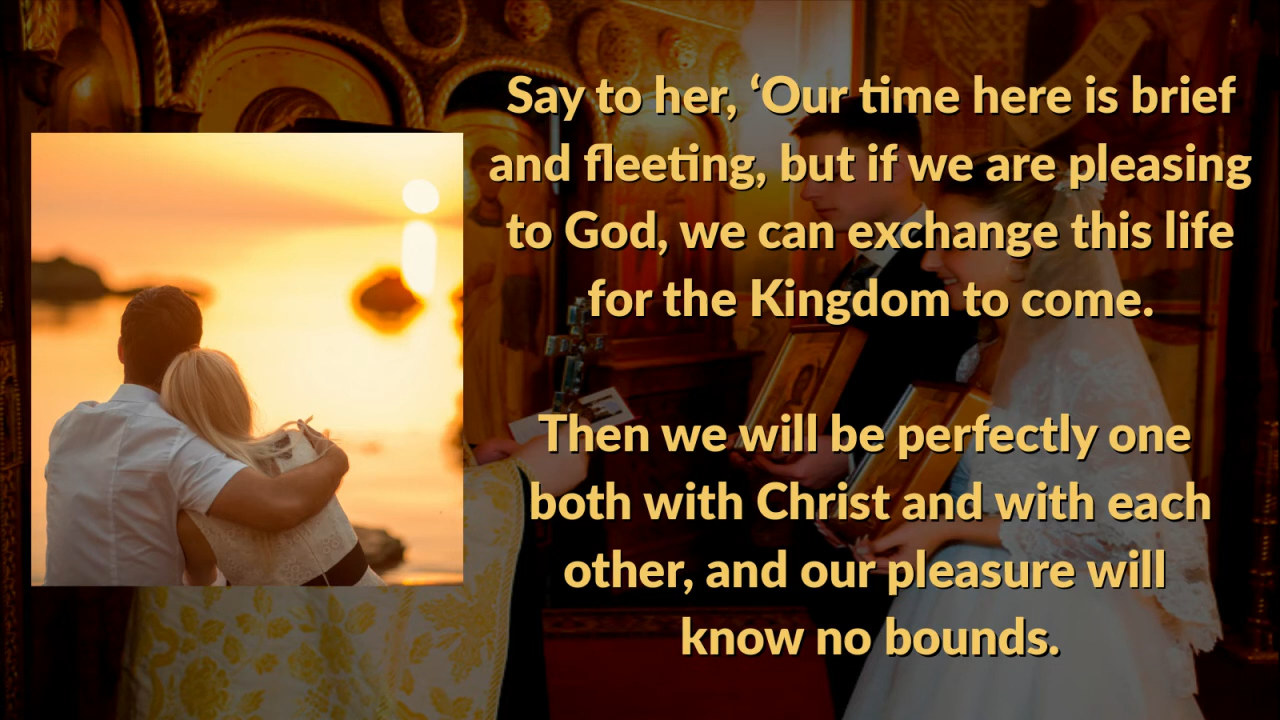 Say to her, ‘Our time here is brief
and fleeting, but if we are pleasing
to God, we can exchange this life
for the Kingdom to come.
Then we will be perfectly one
both with Christ and with each
other, and our pleasure will
know no bounds.